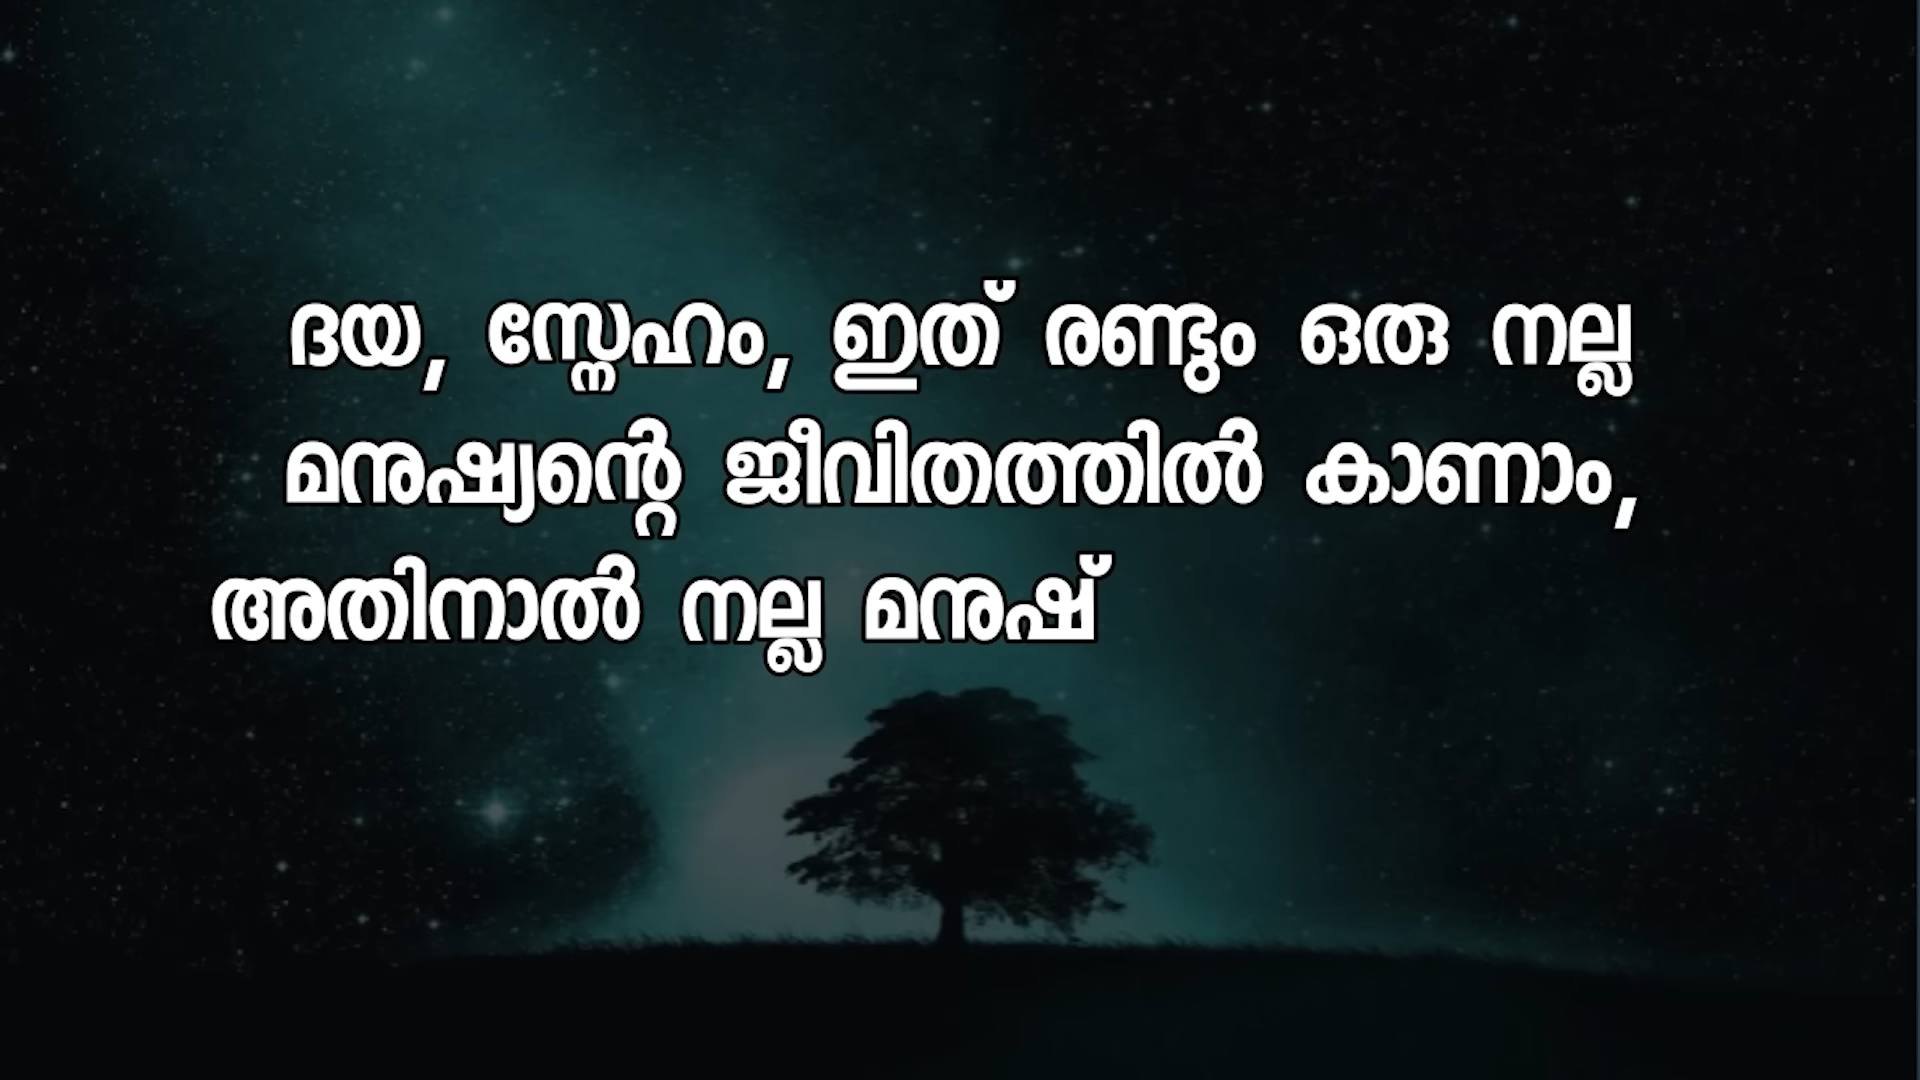 ദയ, സ്നേഹം, ഇത് രണ്ടും ഒരു നല്ല
മനുഷ്യന്റെ ജീവിതത്തിൽ കാണാം,
അതിനാൽ നല്ല മനുഷ്